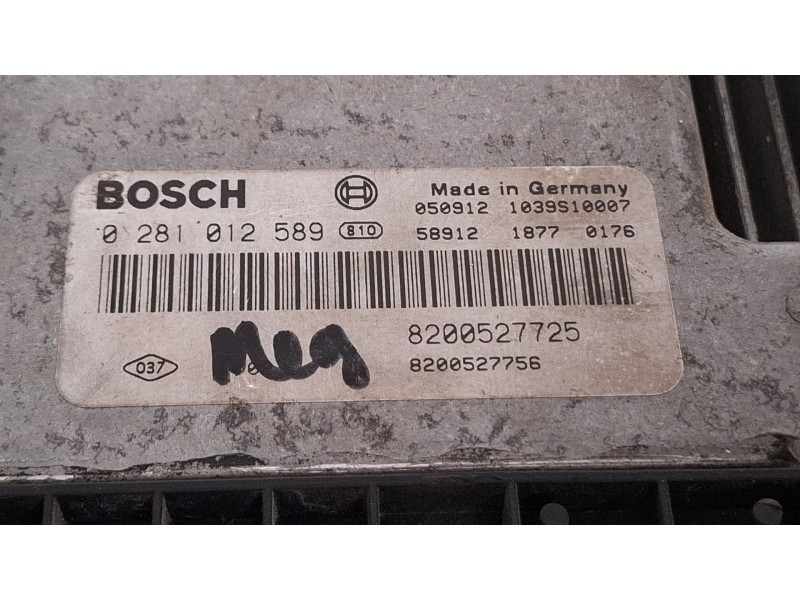 BOSCH Made in Germany
050912 1039S10007
0 281 012 589 810 58912 1877 0176
Meg 8200527725
037 8200527756